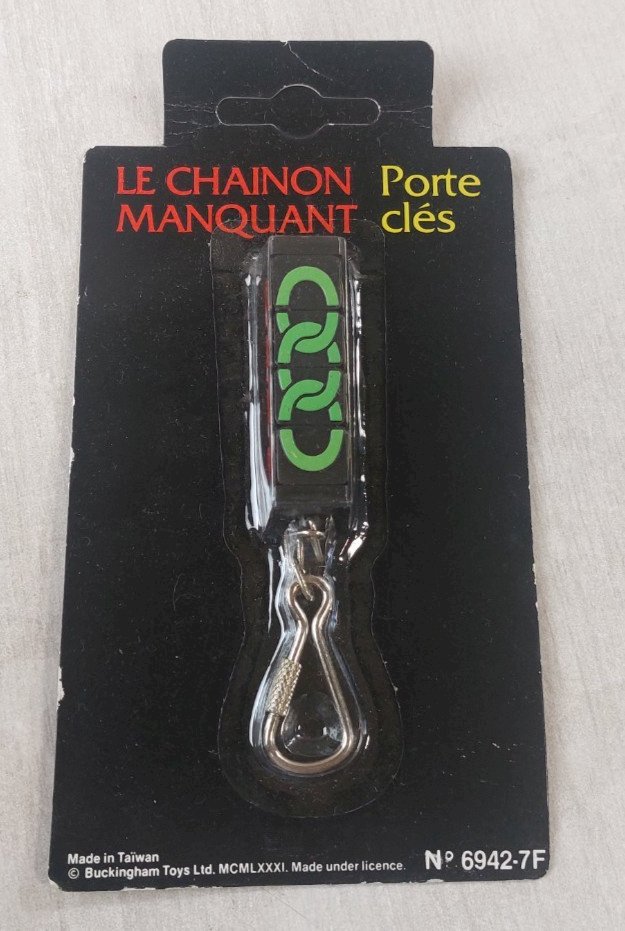 LE CHAINON
MANQUANT
Porte
clés
Made in Taïwan
© Buckingham Toys Ltd. MCMLXXXI. Made under licence.
Nº 6942-7F